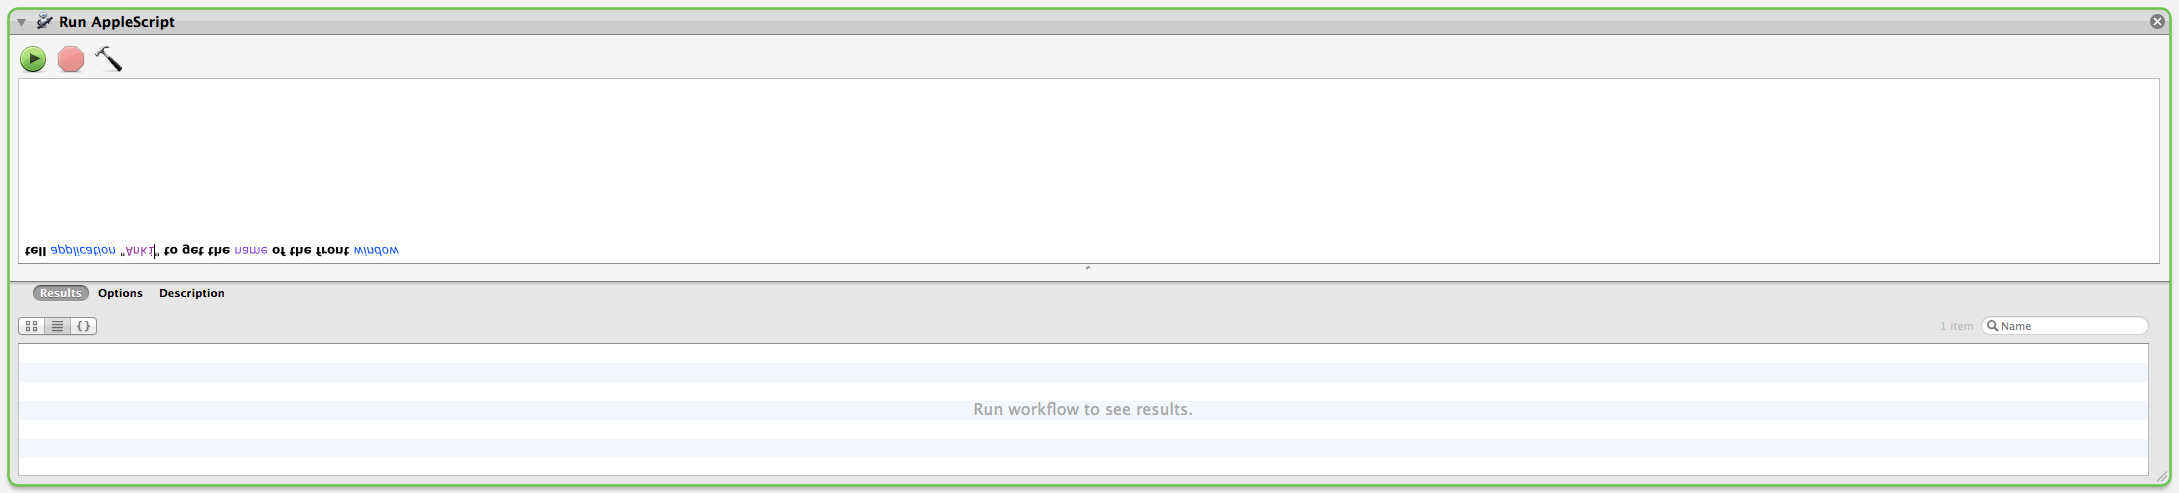 Run AppleScript
tell application "Anki" to get the name of the front window
Results Options Description
{ }
1 item Name
Run workflow to see results.